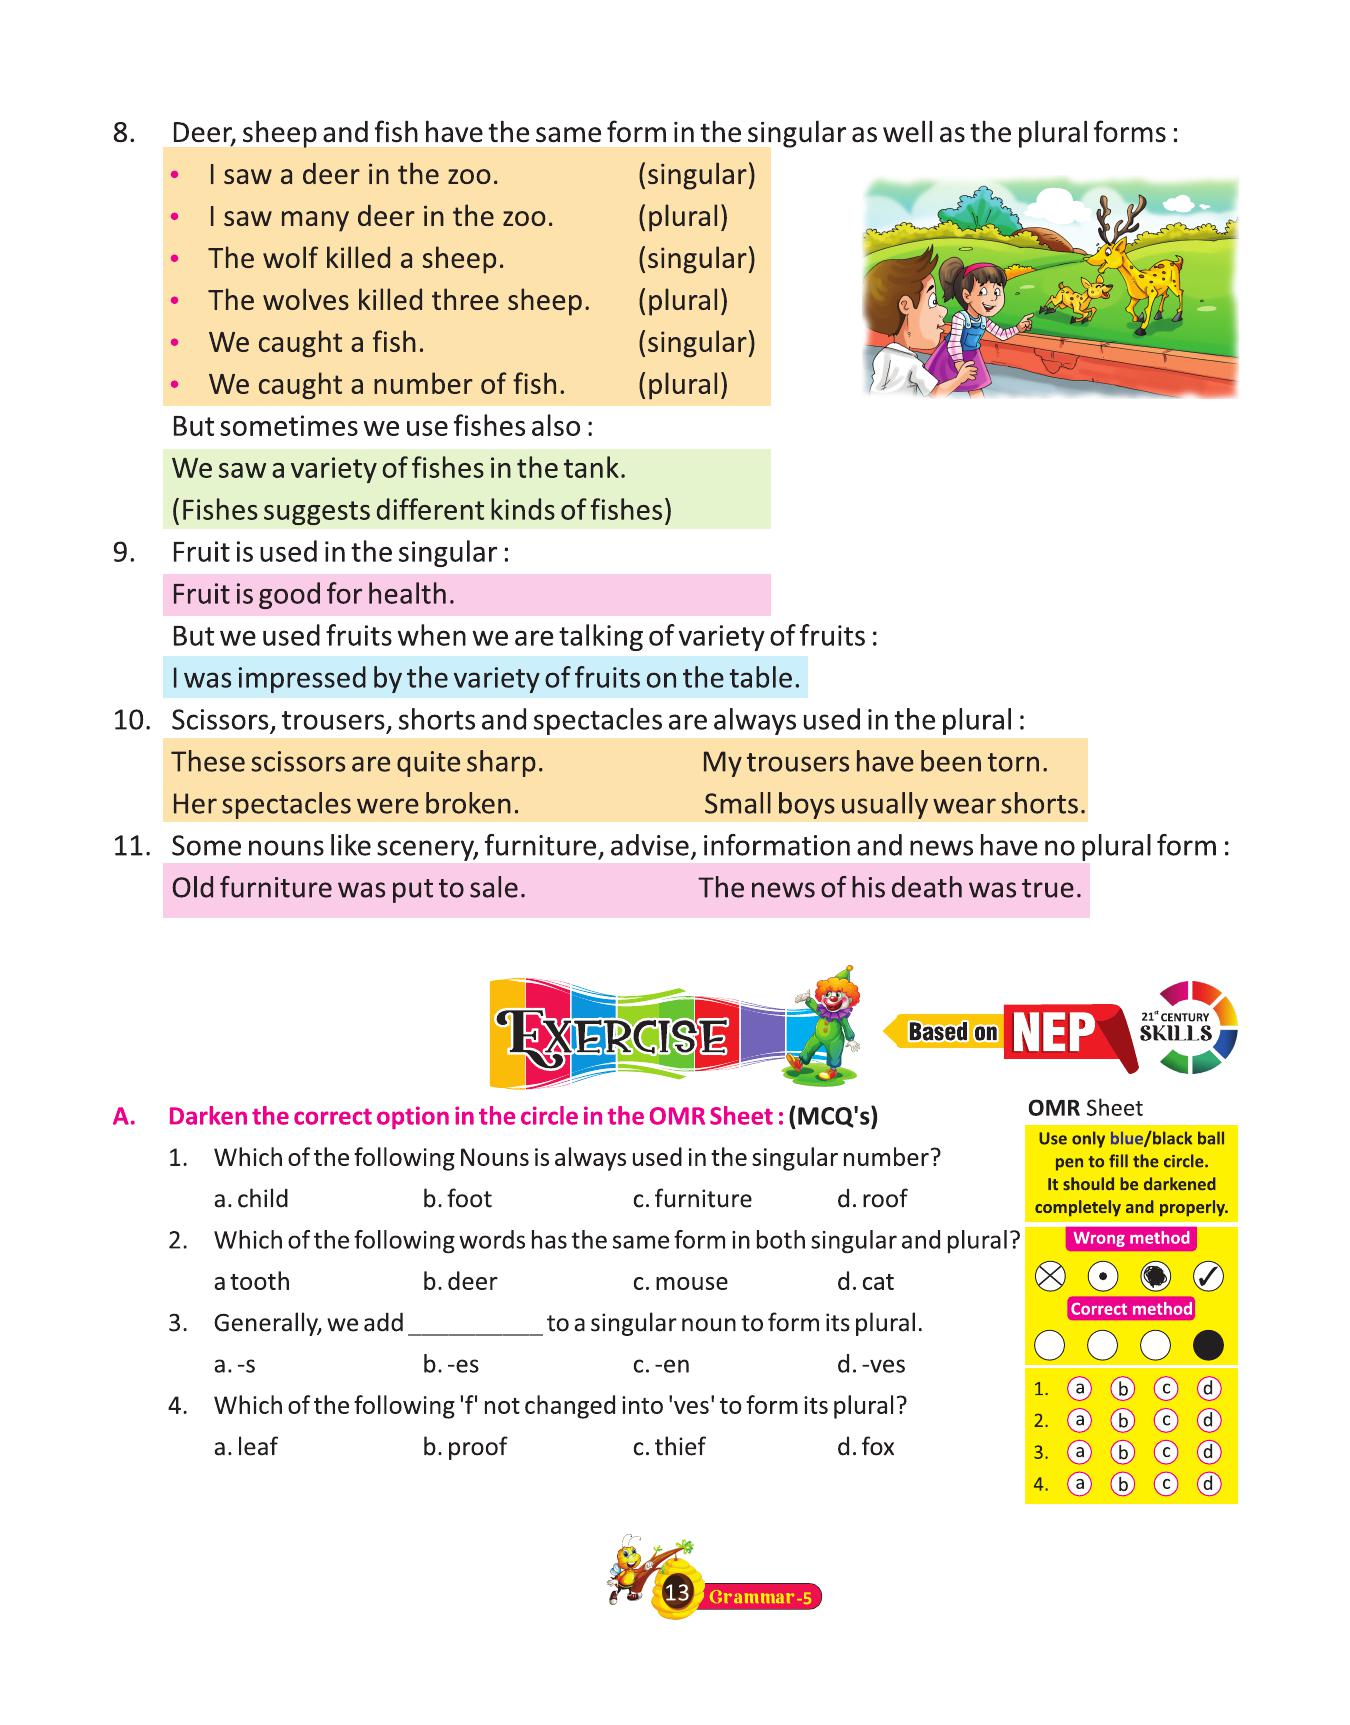 8. Deer, sheep and fish have the same form in the singular as well as the plural forms :
• I saw a deer in the zoo. (singular)
• I saw many deer in the zoo. (plural)
• The wolf killed a sheep. (singular)
• The wolves killed three sheep. (plural)
• We caught a fish. (singular)
• We caught a number of fish. (plural)
But sometimes we use fishes also :
We saw a variety of fishes in the tank.
(Fishes suggests different kinds of fishes)
9. Fruit is used in the singular :
Fruit is good for health.
But we used fruits when we are talking of variety of fruits :
I was impressed by the variety of fruits on the table.
10. Scissors, trousers, shorts and spectacles are always used in the plural :
These scissors are quite sharp. My trousers have been torn.
Her spectacles were broken. Small boys usually wear shorts.
11. Some nouns like scenery, furniture, advise, information and news have no plural form :
Old furniture was put to sale. The news of his death was true.
EXERCISE
Based on NEP
21st CENTURY
SKILLS
A. Darken the correct option in the circle in the OMR Sheet : (MCQ's)
1. Which of the following Nouns is always used in the singular number?
a. child b. foot c. furniture d. roof
2. Which of the following words has the same form in both singular and plural?
a tooth b. deer c. mouse d. cat
3. Generally, we add __________ to a singular noun to form its plural.
a. -s b. -es c. -en d. -ves
4. Which of the following 'f' not changed into 'ves' to form its plural?
a. leaf b. proof c. thief d. fox
OMR Sheet
Use only blue/black ball
pen to fill the circle.
It should be darkened
completely and properly.
Wrong method
Correct method
1. a b c d
2. a b c d
3. a b c d
4. a b c d
13 Grammar-5